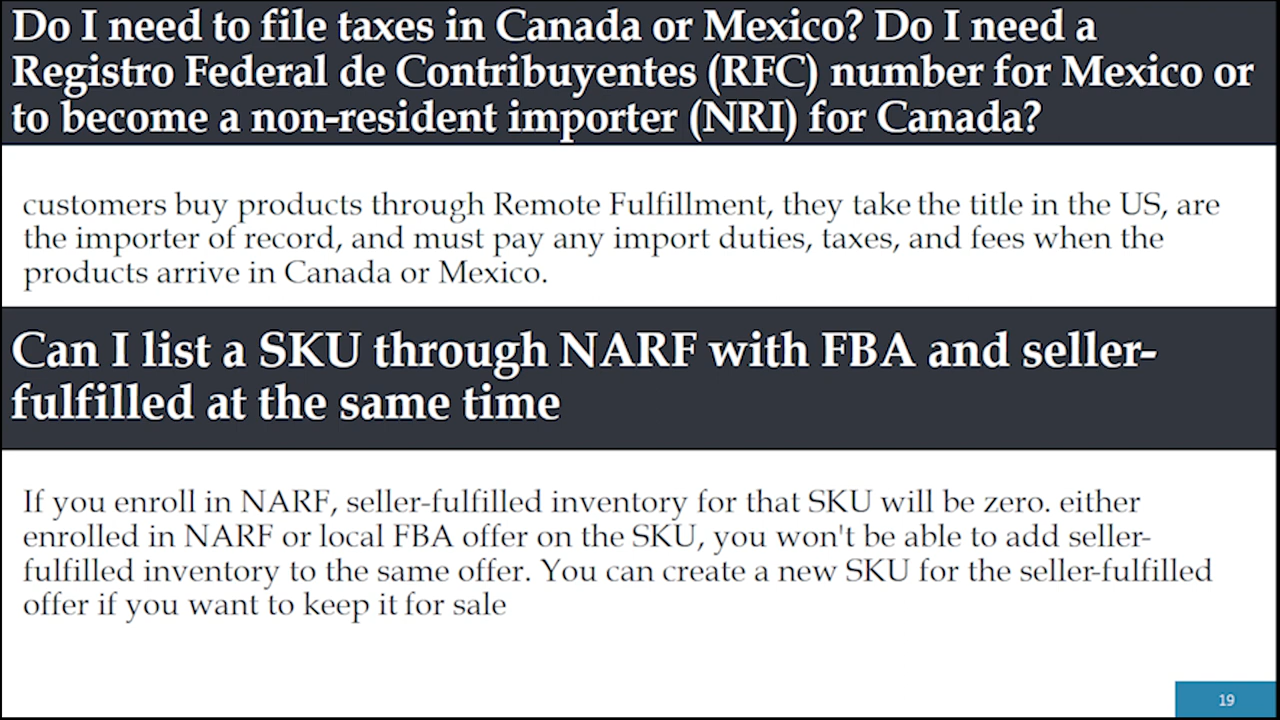 Do I need to file taxes in Canada or Mexico? Do I need a
Registro Federal de Contribuyentes (RFC) number for Mexico or
to become a non-resident importer (NRI) for Canada?
customers buy products through Remote Fulfillment, they take the title in the US, are
the importer of record, and must pay any import duties, taxes, and fees when the
products arrive in Canada or Mexico.
Can I list a SKU through NARF with FBA and seller-
fulfilled at the same time
If you enroll in NARF, seller-fulfilled inventory for that SKU will be zero. either
enrolled in NARF or local FBA offer on the SKU, you won't be able to add seller-
fulfilled inventory to the same offer. You can create a new SKU for the seller-fulfilled
offer if you want to keep it for sale
19